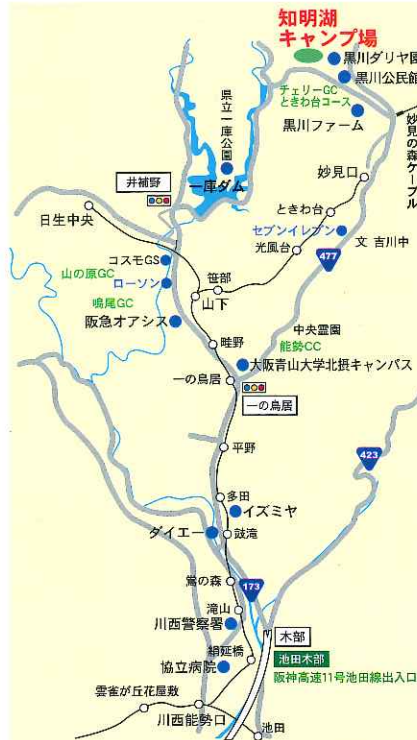 知明湖
キャンプ場
黒川ダリヤ園
黒川公民館
チェリーGC
ときわ台コース
黒川ファーム
妙見の森ケーブル
県立一庫公園
一庫ダム
井補野
日生中央
妙見口
ときわ台
セブンイレブン
光風台
文 吉川中
477
コスモGS
山の原GC
ローソン
笹部
山下
鳴尾GC
阪急オアシス
畦野
中央霊園
能勢CC
大阪青山大学北摂キャンパス
一の鳥居
一の鳥居
平野
423
多田
イズミヤ
ダイエー
鼓滝
鴬の森
173
滝山
川西警察署
木部
絹延橋
池田木部
協立病院
阪神高速11号池田線出入口
雲雀が丘花屋敷
川西能勢口
池田